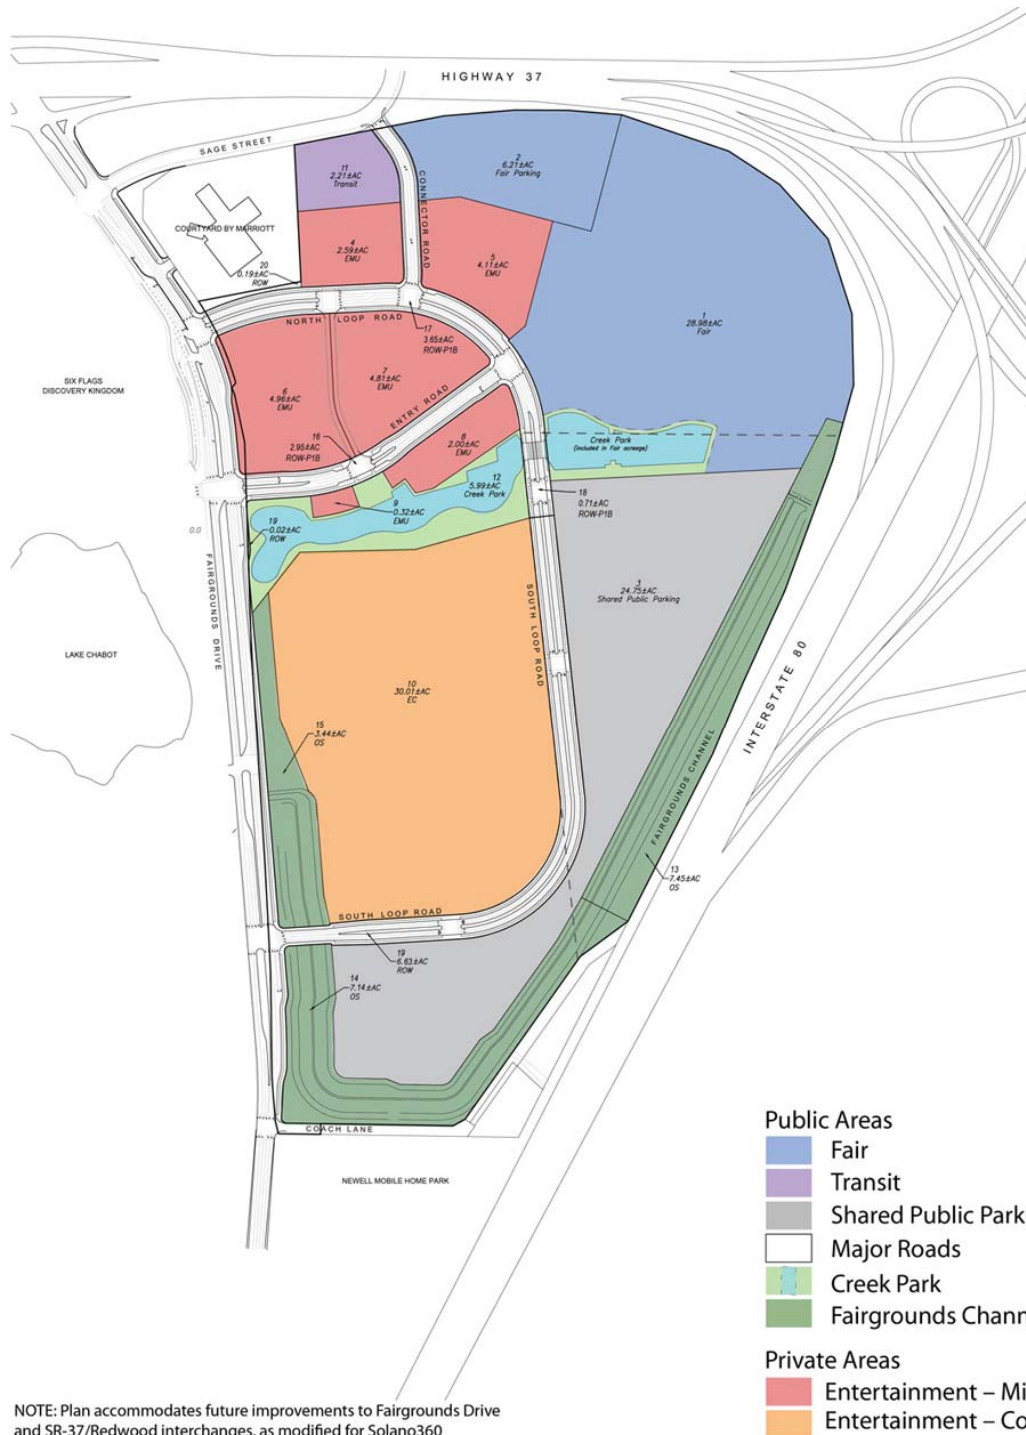 HIGHWAY 37
SAGE STREET
11
2.21±AC
Transit
2
6.21±AC
Fair Parking
CONNECTOR ROAD
COURTYARD BY MARRIOTT
4
2.59±AC
EMU
5
4.11±AC
EMU
20
0.19±AC
ROW
1
28.98±AC
Fair
NORTH LOOP ROAD
17
3.65±AC
ROW-P1B
SIX FLAGS
DISCOVERY KINGDOM
6
4.96±AC
EMU
7
4.81±AC
EMU
ENTRY ROAD
16
2.95±AC
ROW-P1B
8
2.00±AC
EMU
Creek Park
(included in Fair acreage)
12
5.99±AC
Creek Park
9
0.32±AC
EMU
18
0.71±AC
ROW-P1B
19
0.02±AC
ROW
0.0
FAIRGROUNDS DRIVE
3
24.75±AC
Shared Public Parking
SOUTH LOOP ROAD
LAKE CHABOT
10
30.01±AC
EC
INTERSTATE 80
15
3.44±AC
OS
FAIRGROUNDS CHANNEL
13
7.45±AC
OS
SOUTH LOOP ROAD
19
6.63±AC
ROW
14
7.14±AC
OS
COACH LANE
NEWELL MOBILE HOME PARK
Public Areas
Fair
Transit
Shared Public Park
Major Roads
Creek Park
Fairgrounds Chann
Private Areas
Entertainment – Mi
Entertainment – Co
NOTE: Plan accommodates future improvements to Fairgrounds Drive
and SR-37/Redwood interchanges, as modified for Solano360